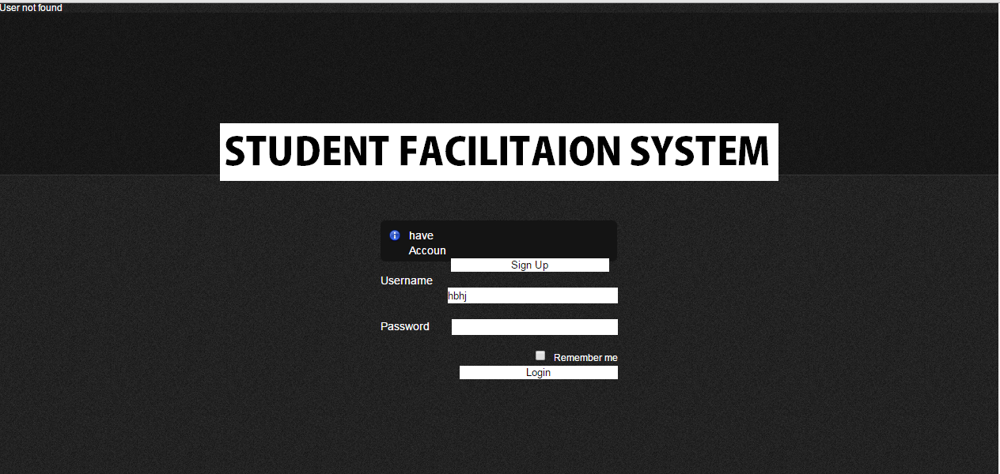 User not found
STUDENT FACILITAION SYSTEM
have
Accoun
Sign Up
Username
hbhj
Password
Remember me
Login